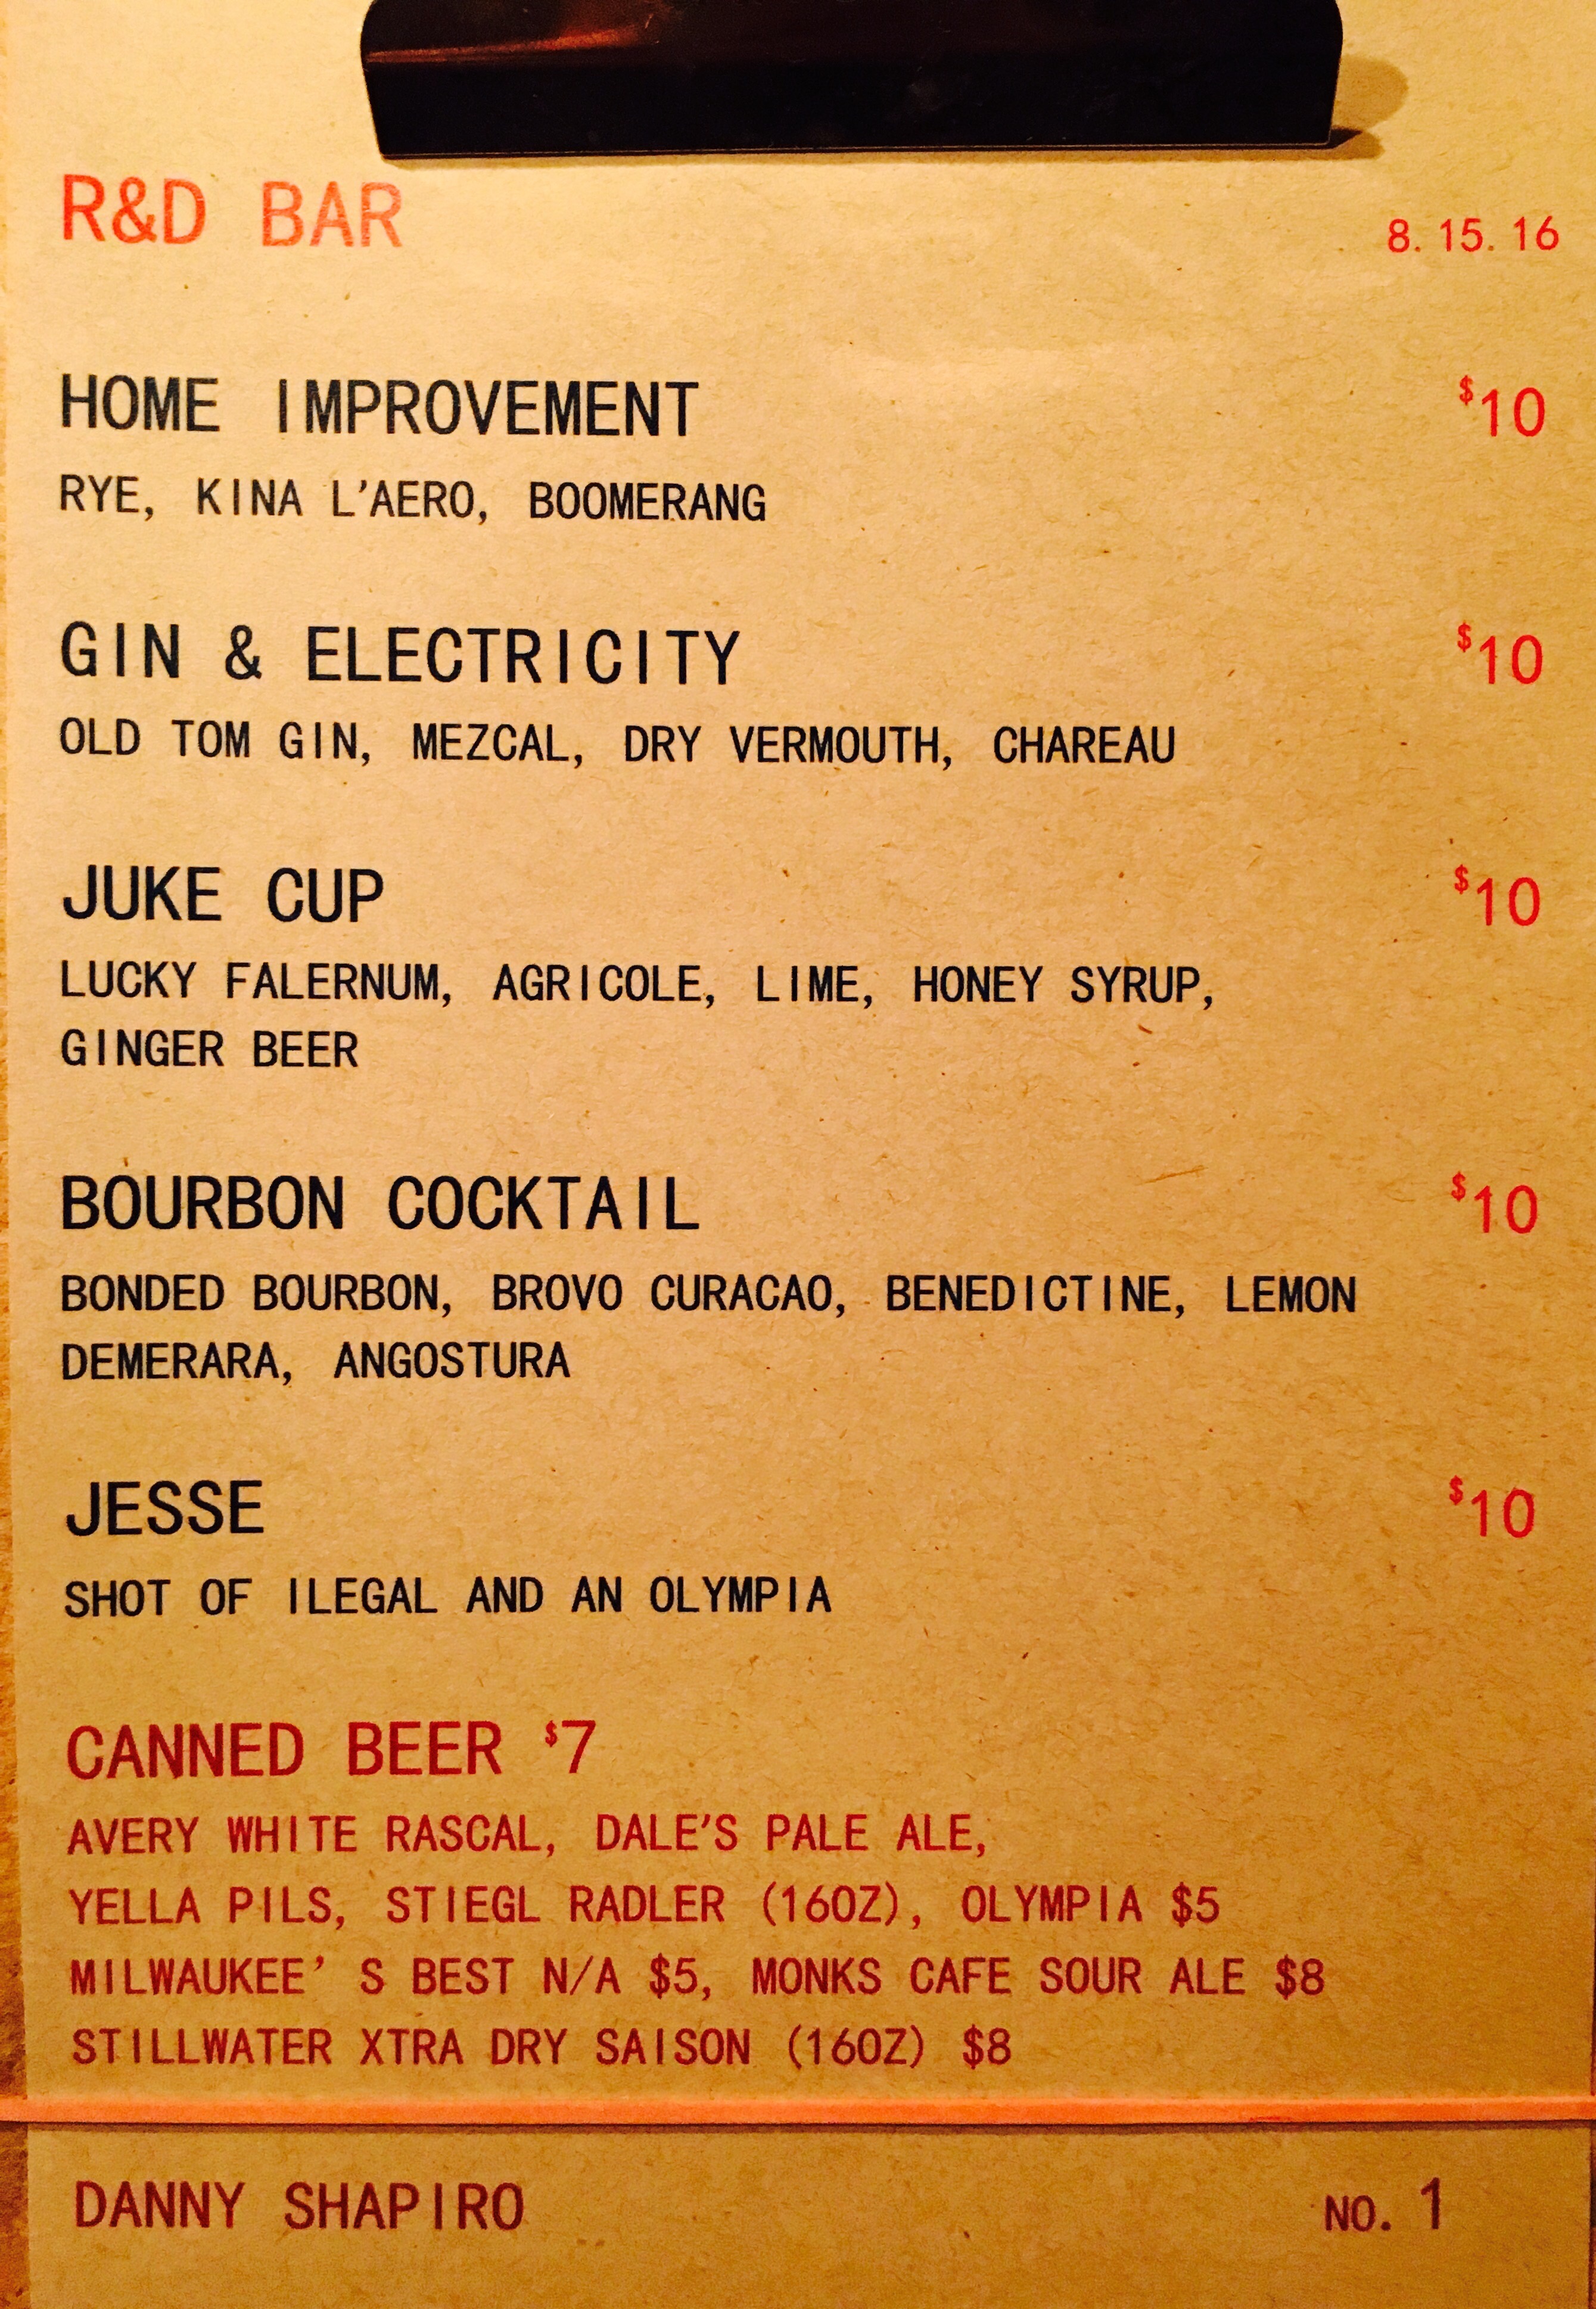 R&D BAR
8.15.16
HOME IMPROVEMENT $10
RYE, KINA L'AERO, BOOMERANG
GIN & ELECTRICITY $10
OLD TOM GIN, MEZCAL, DRY VERMOUTH, CHAREAU
JUKE CUP $10
LUCKY FALERNUM, AGRICOLE, LIME, HONEY SYRUP,
GINGER BEER
BOURBON COCKTAIL $10
BONDED BOURBON, BROVO CURACAO, BENEDICTINE, LEMON
DEMERARA, ANGOSTURA
JESSE $10
SHOT OF ILEGAL AND AN OLYMPIA
CANNED BEER $7
AVERY WHITE RASCAL, DALE'S PALE ALE,
YELLA PILS, STIEGL RADLER (16OZ), OLYMPIA $5
MILWAUKEE' S BEST N/A $5, MONKS CAFE SOUR ALE $8
STILLWATER XTRA DRY SAISON (16OZ) $8
DANNY SHAPIRO NO. 1